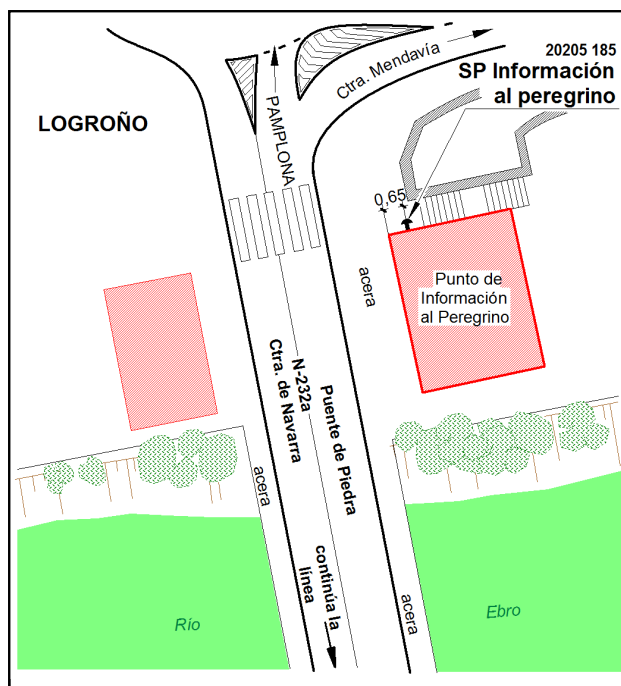 LOGROÑO
PAMPLONA
Ctra. Mendavía
20205 185
SP Información
al peregrino
0,65
acera
Punto de
Información
al Peregrino
N-232a
Ctra. de Navarra
Puente de Piedra
acera
continúa la
línea
acera
Río
Ebro